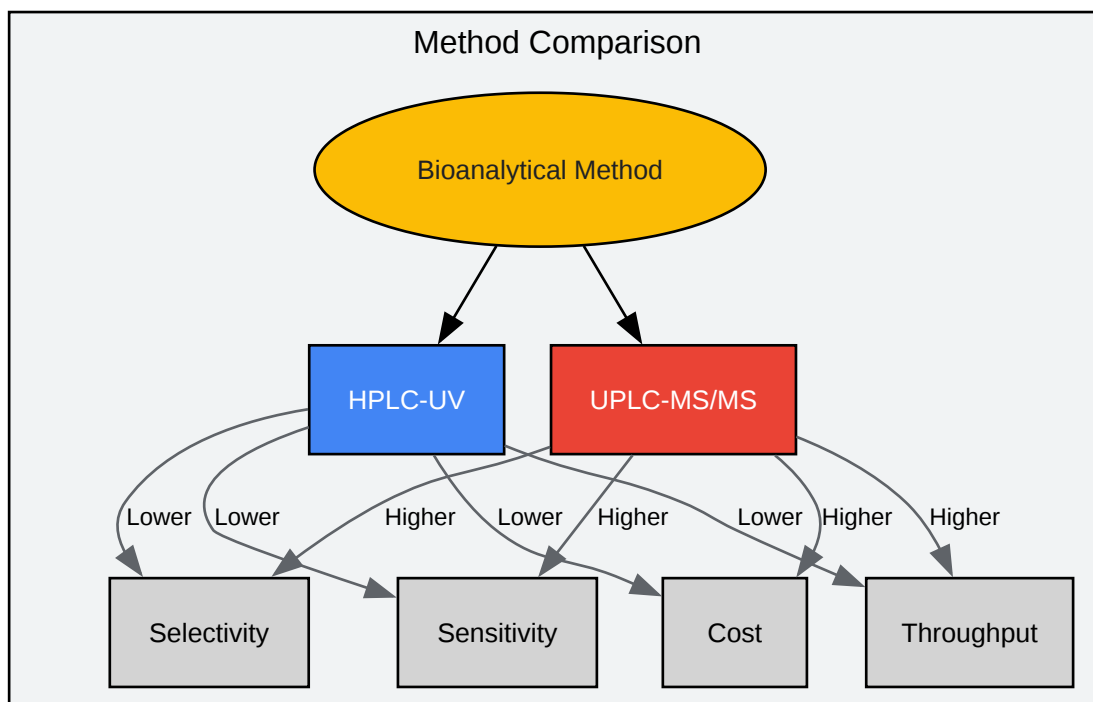 Method Comparison
Bioanalytical Method
HPLC-UV
UPLC-MS/MS
Lower
Lower
Higher
Lower
Higher
Lower
Higher
Higher
Selectivity
Sensitivity
Cost
Throughput